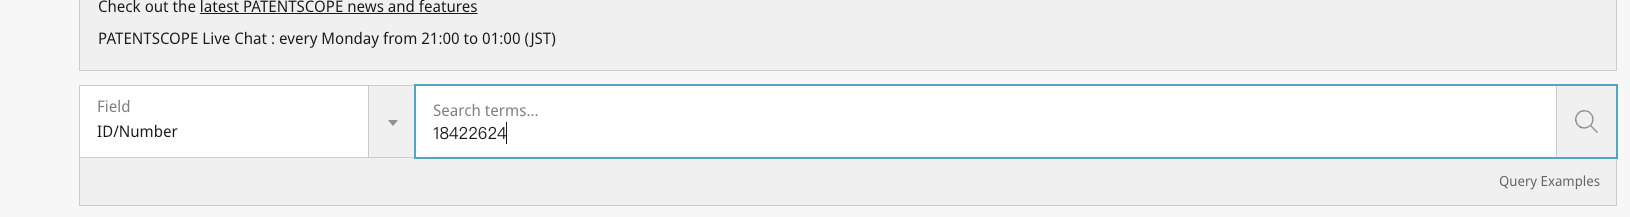 Check out the latest PATENTSCOPE news and features
PATENTSCOPE Live Chat : every Monday from 21:00 to 01:00 (JST)
Field
ID/Number
Search terms...
18422624
Query Examples